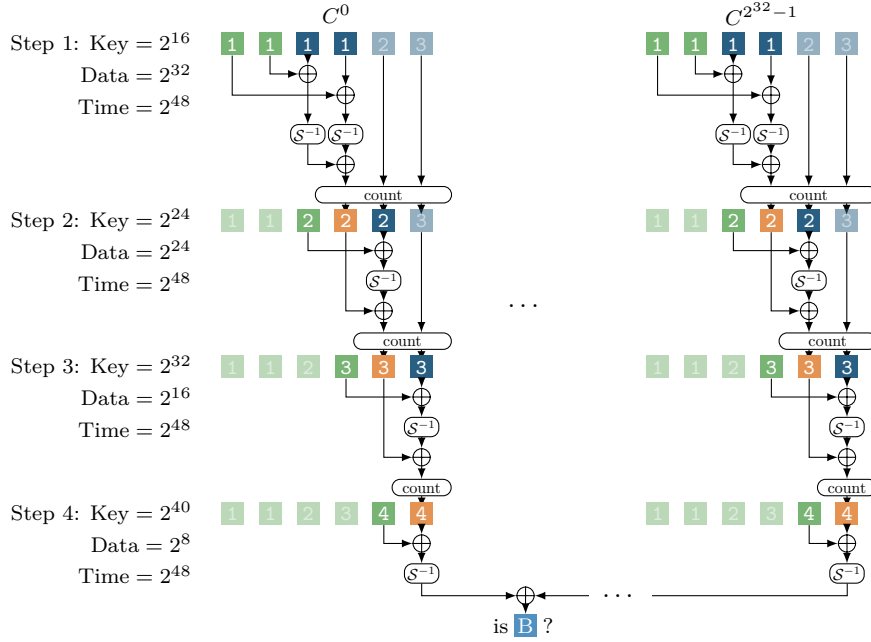 C^0 C^{2^{32}−1}
Step 1: Key = 2^{16} 1 1 1 1 2 3 1 1 1 1 2 3
Data = 2^{32}
Time = 2^{48}
S^{−1} S^{−1} S^{−1} S^{−1}
count count
Step 2: Key = 2^{24} 1 1 2 2 2 3 1 1 2 2 2 3
Data = 2^{24}
Time = 2^{48} S^{−1} S^{−1}
...
count count
Step 3: Key = 2^{32} 1 1 2 3 3 3 1 1 2 3 3 3
Data = 2^{16}
Time = 2^{48} S^{−1} S^{−1}
count count
Step 4: Key = 2^{40} 1 1 2 3 4 4 1 1 2 3 4 4
Data = 2^8
Time = 2^{48} S^{−1} S^{−1}
...
is B ?